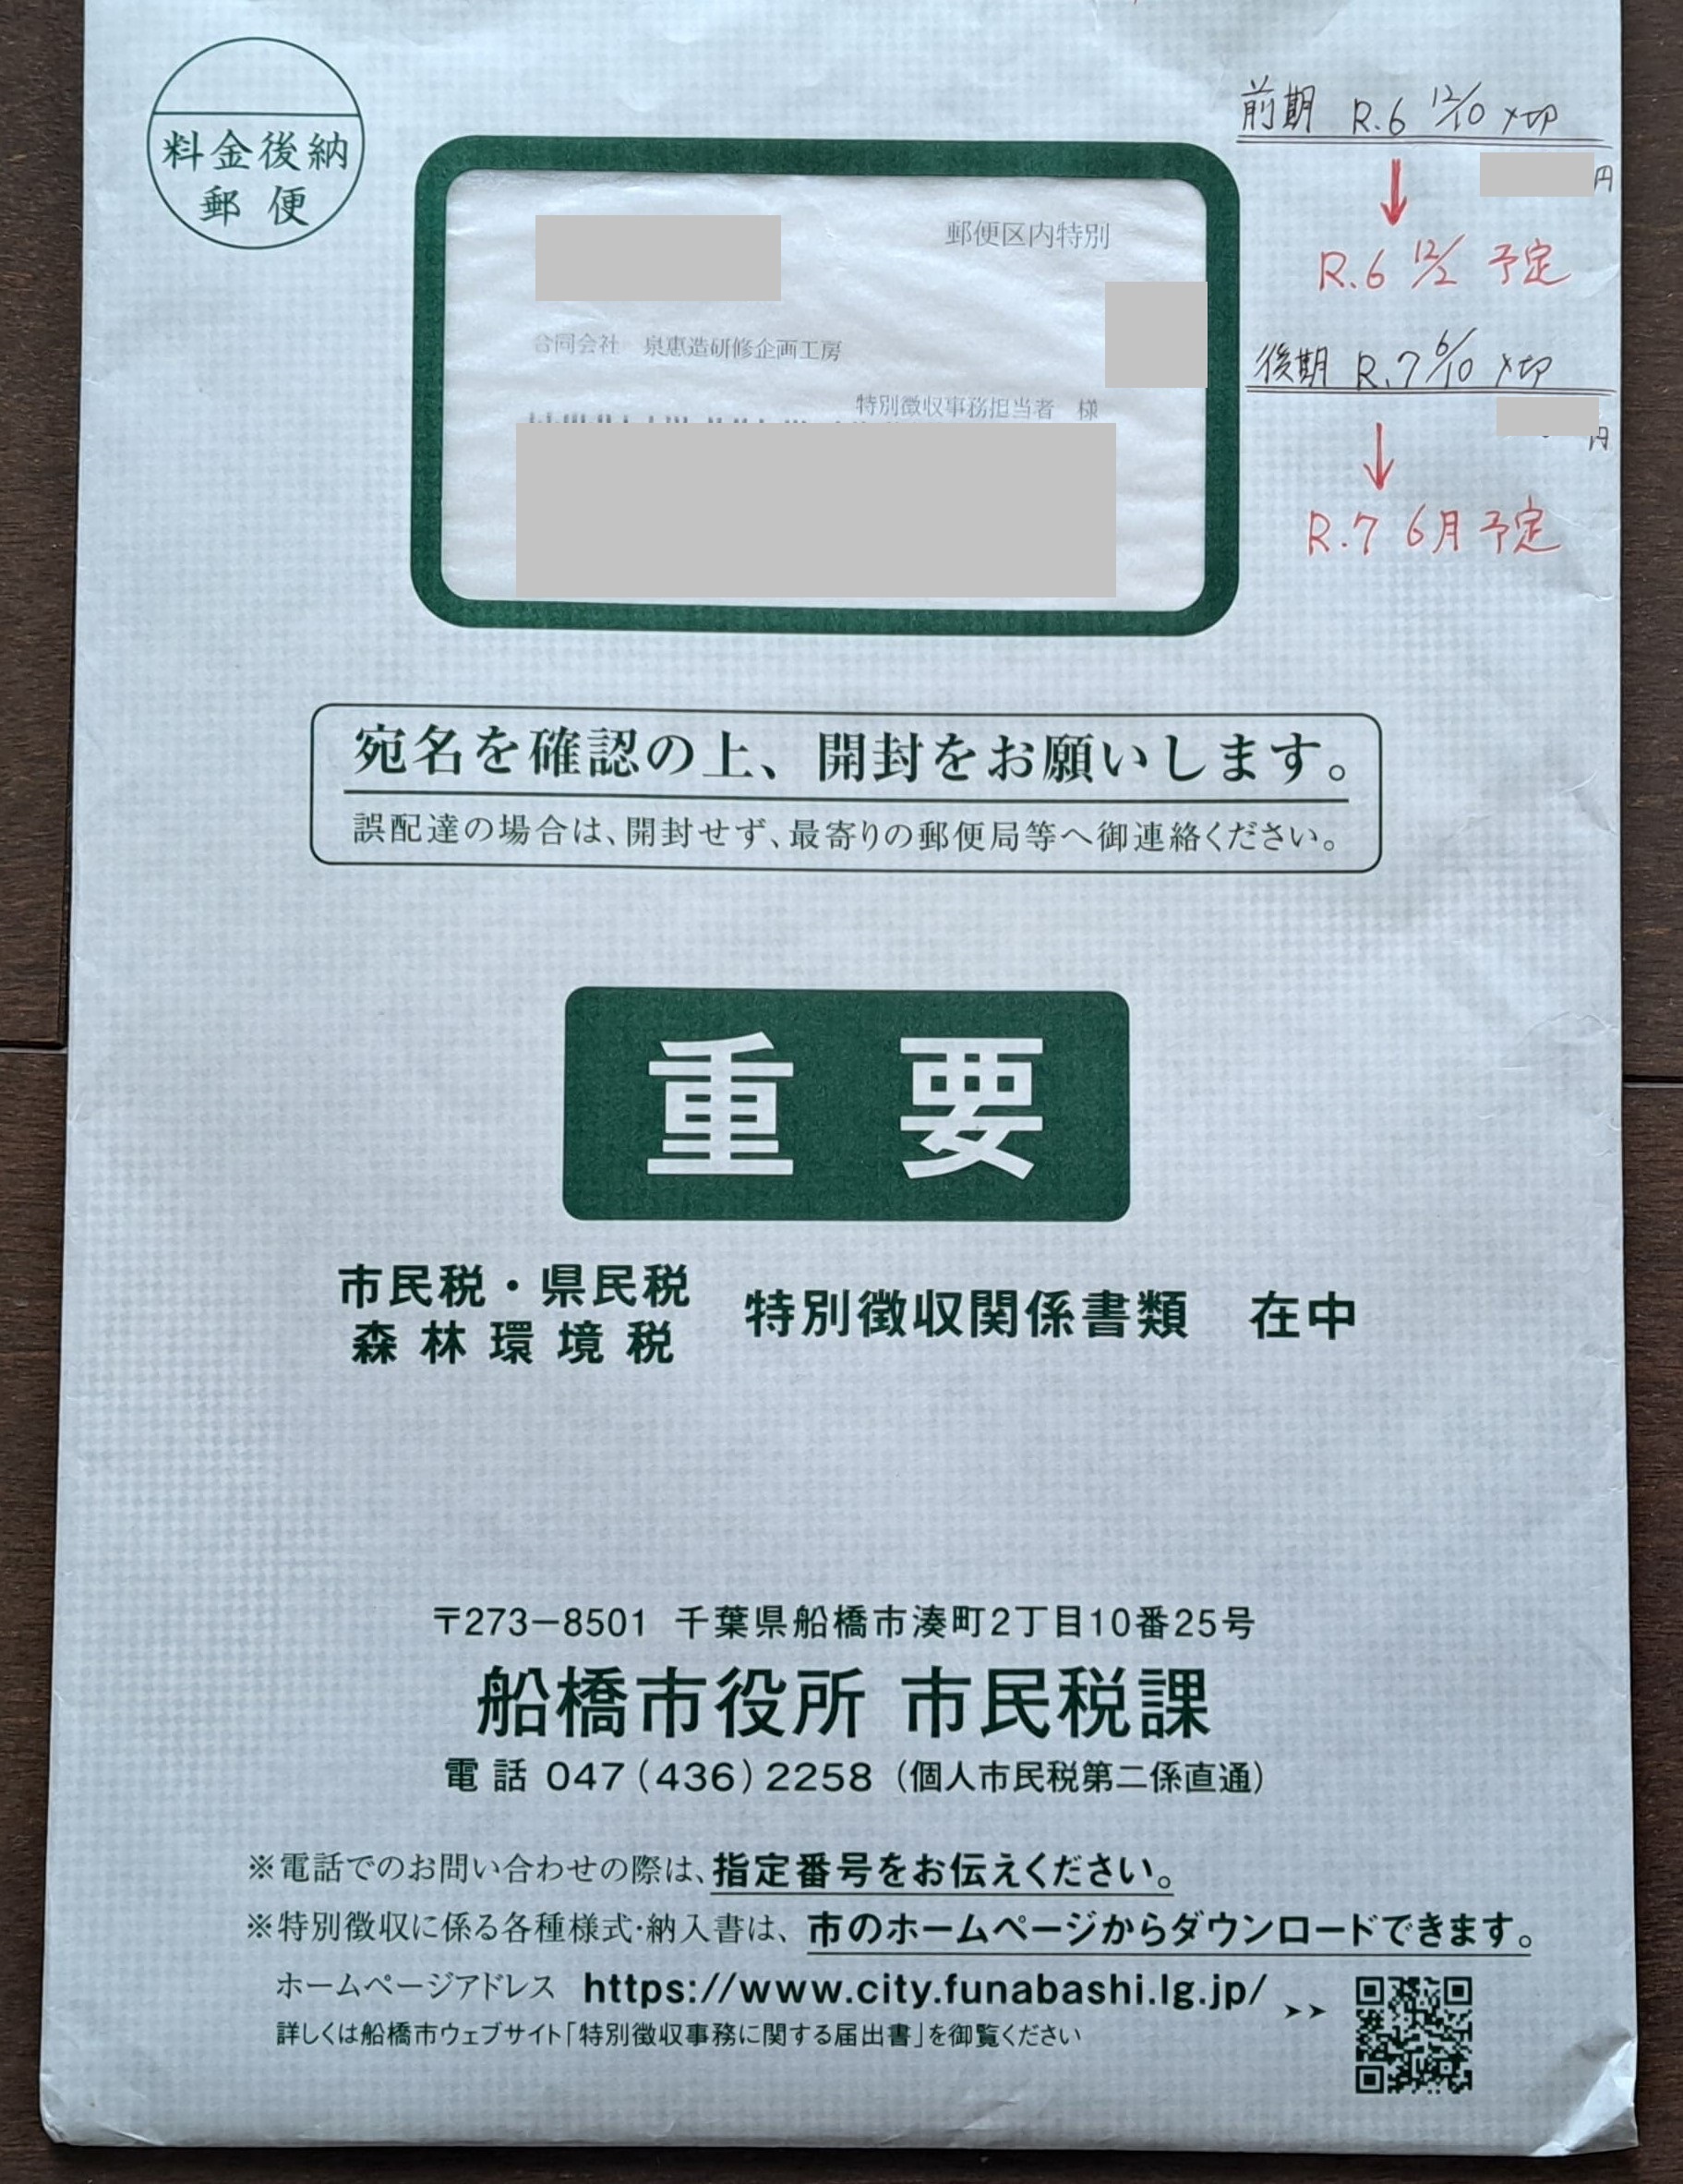 料金後納
郵便
郵便区内特別
合同会社 泉恵造研修企画工房
特別徴収事務担当者 様
前期 R.6 12/10 〆切
円
R.6 12/2 予定
後期 R.7 6/10 〆切
円
R.7 6月予定
宛名を確認の上、開封をお願いします。
誤配達の場合は、開封せず、最寄りの郵便局等へ御連絡ください。
重要
市民税・県民税
森林環境税
特別徴収関係書類 在中
〒273-8501 千葉県船橋市湊町2丁目10番25号
船橋市役所 市民税課
電話 047(436)2258(個人市民税第二係直通)
※電話でのお問い合わせの際は、指定番号をお伝えください。
※特別徴収に係る各種様式・納入書は、市のホームページからダウンロードできます。
ホームページアドレス https://www.city.funabashi.lg.jp/
詳しくは船橋市ウェブサイト「特別徴収事務に関する届出書」を御覧ください